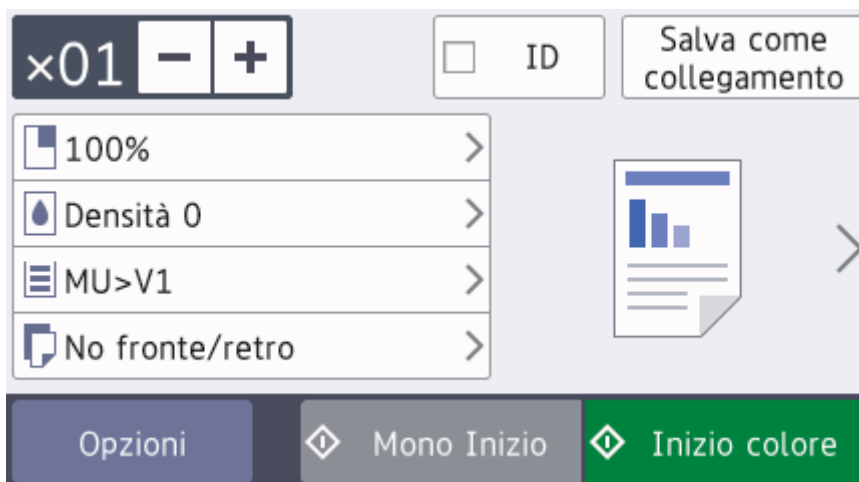 ×01 − +
ID
Salva come
collegamento
100%
Densità 0
MU>V1
No fronte/retro
Opzioni
Mono Inizio
Inizio colore